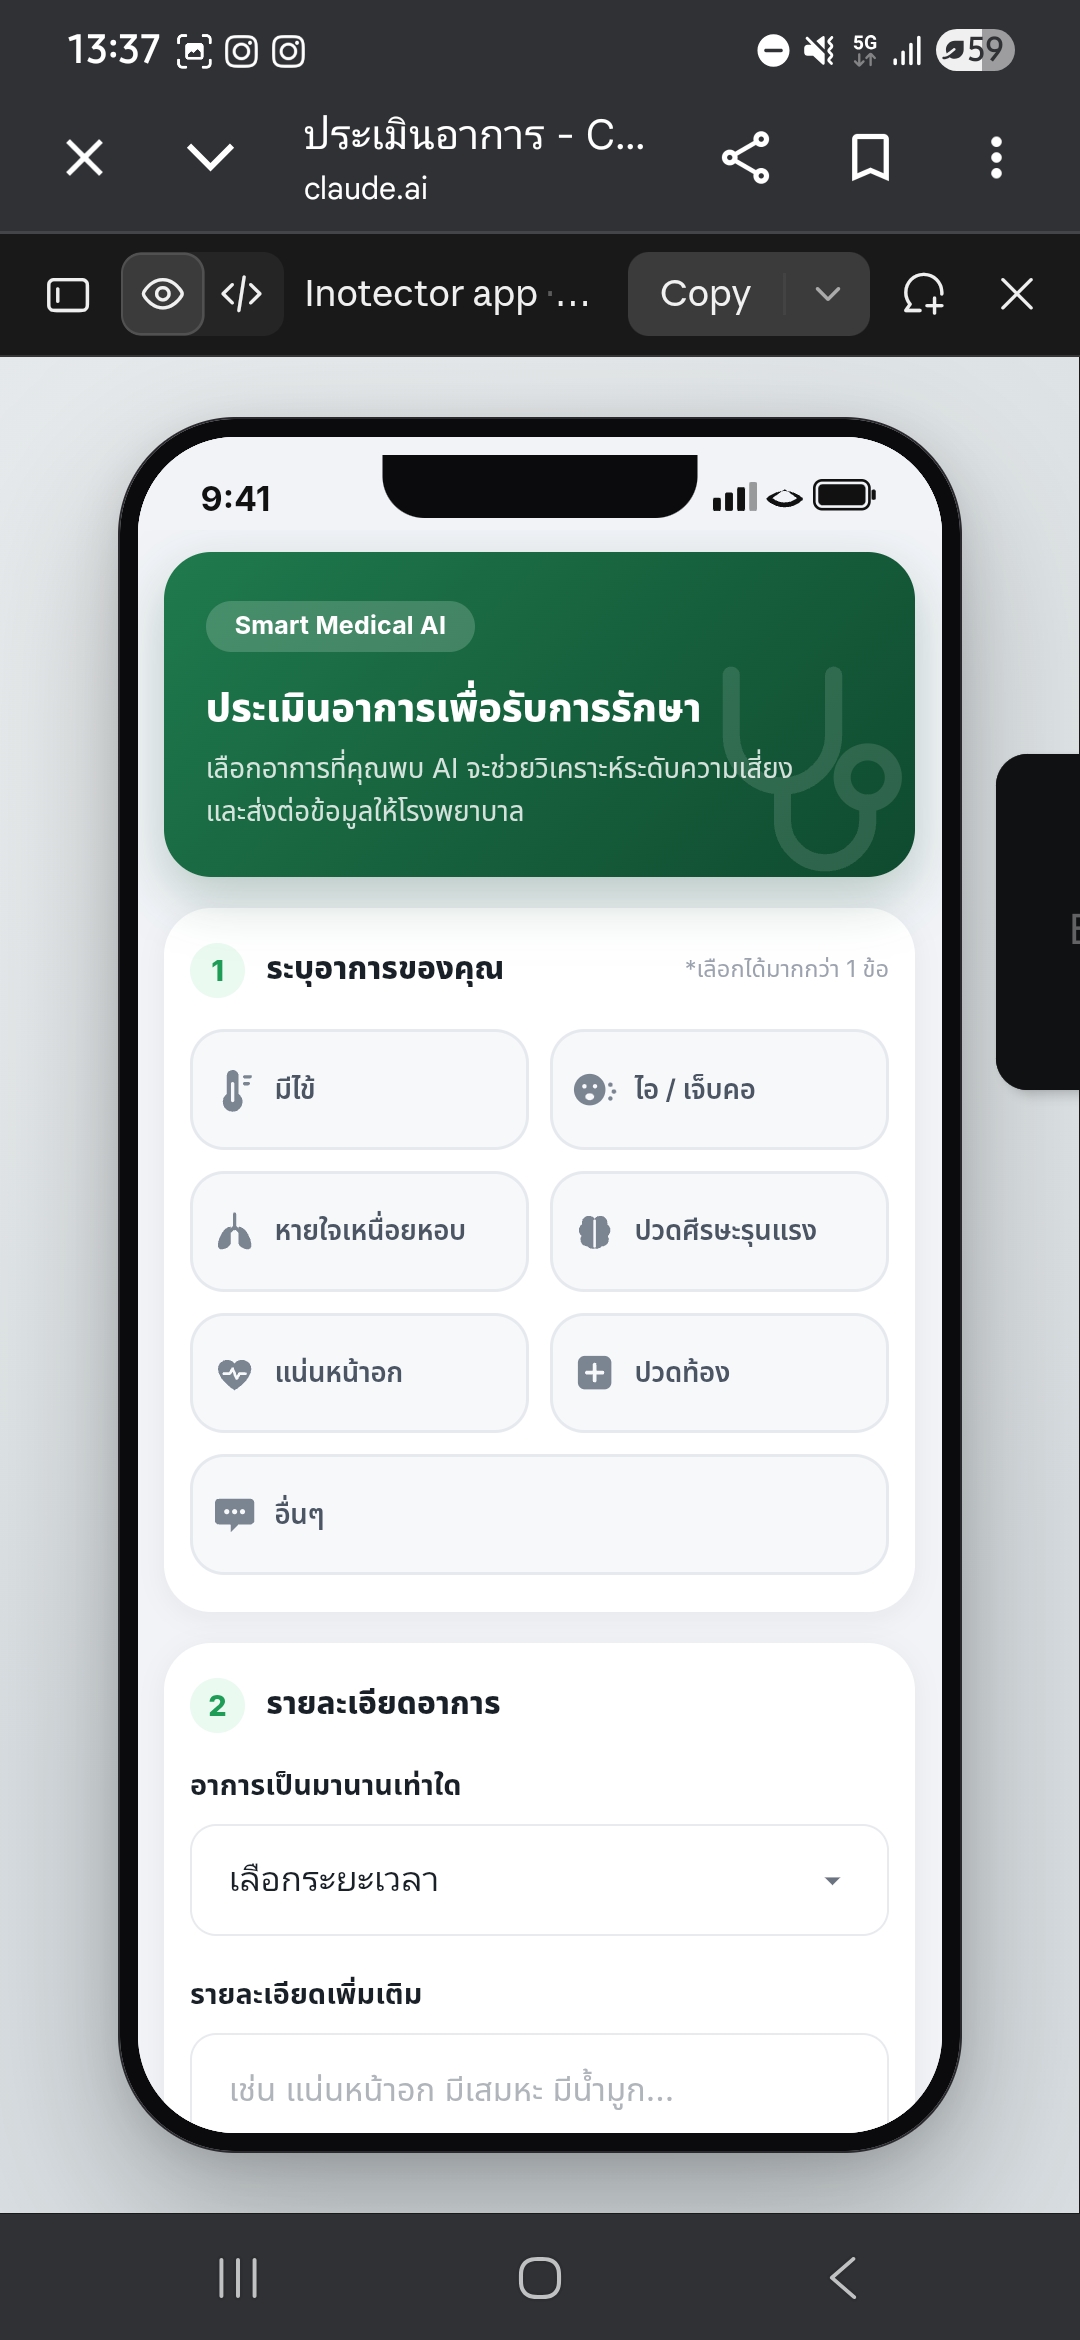 13:37
5G
59
ประเมินอาการ - C...
claude.ai
Inotector app ·...
Copy
9:41
Smart Medical AI
ประเมินอาการเพื่อรับการรักษา
เลือกอาการที่คุณพบ AI จะช่วยวิเคราะห์ระดับความเสี่ยง
และส่งต่อข้อมูลให้โรงพยาบาล
1 ระบุอาการของคุณ *เลือกได้มากกว่า 1 ข้อ
มีไข้ ไอ / เจ็บคอ
หายใจเหนื่อยหอบ ปวดศีรษะรุนแรง
แน่นหน้าอก ปวดท้อง
อื่นๆ
2 รายละเอียดอาการ
อาการเป็นมานานเท่าใด
เลือกระยะเวลา
รายละเอียดเพิ่มเติม
เช่น แน่นหน้าอก มีเสมหะ มีน้ำมูก...